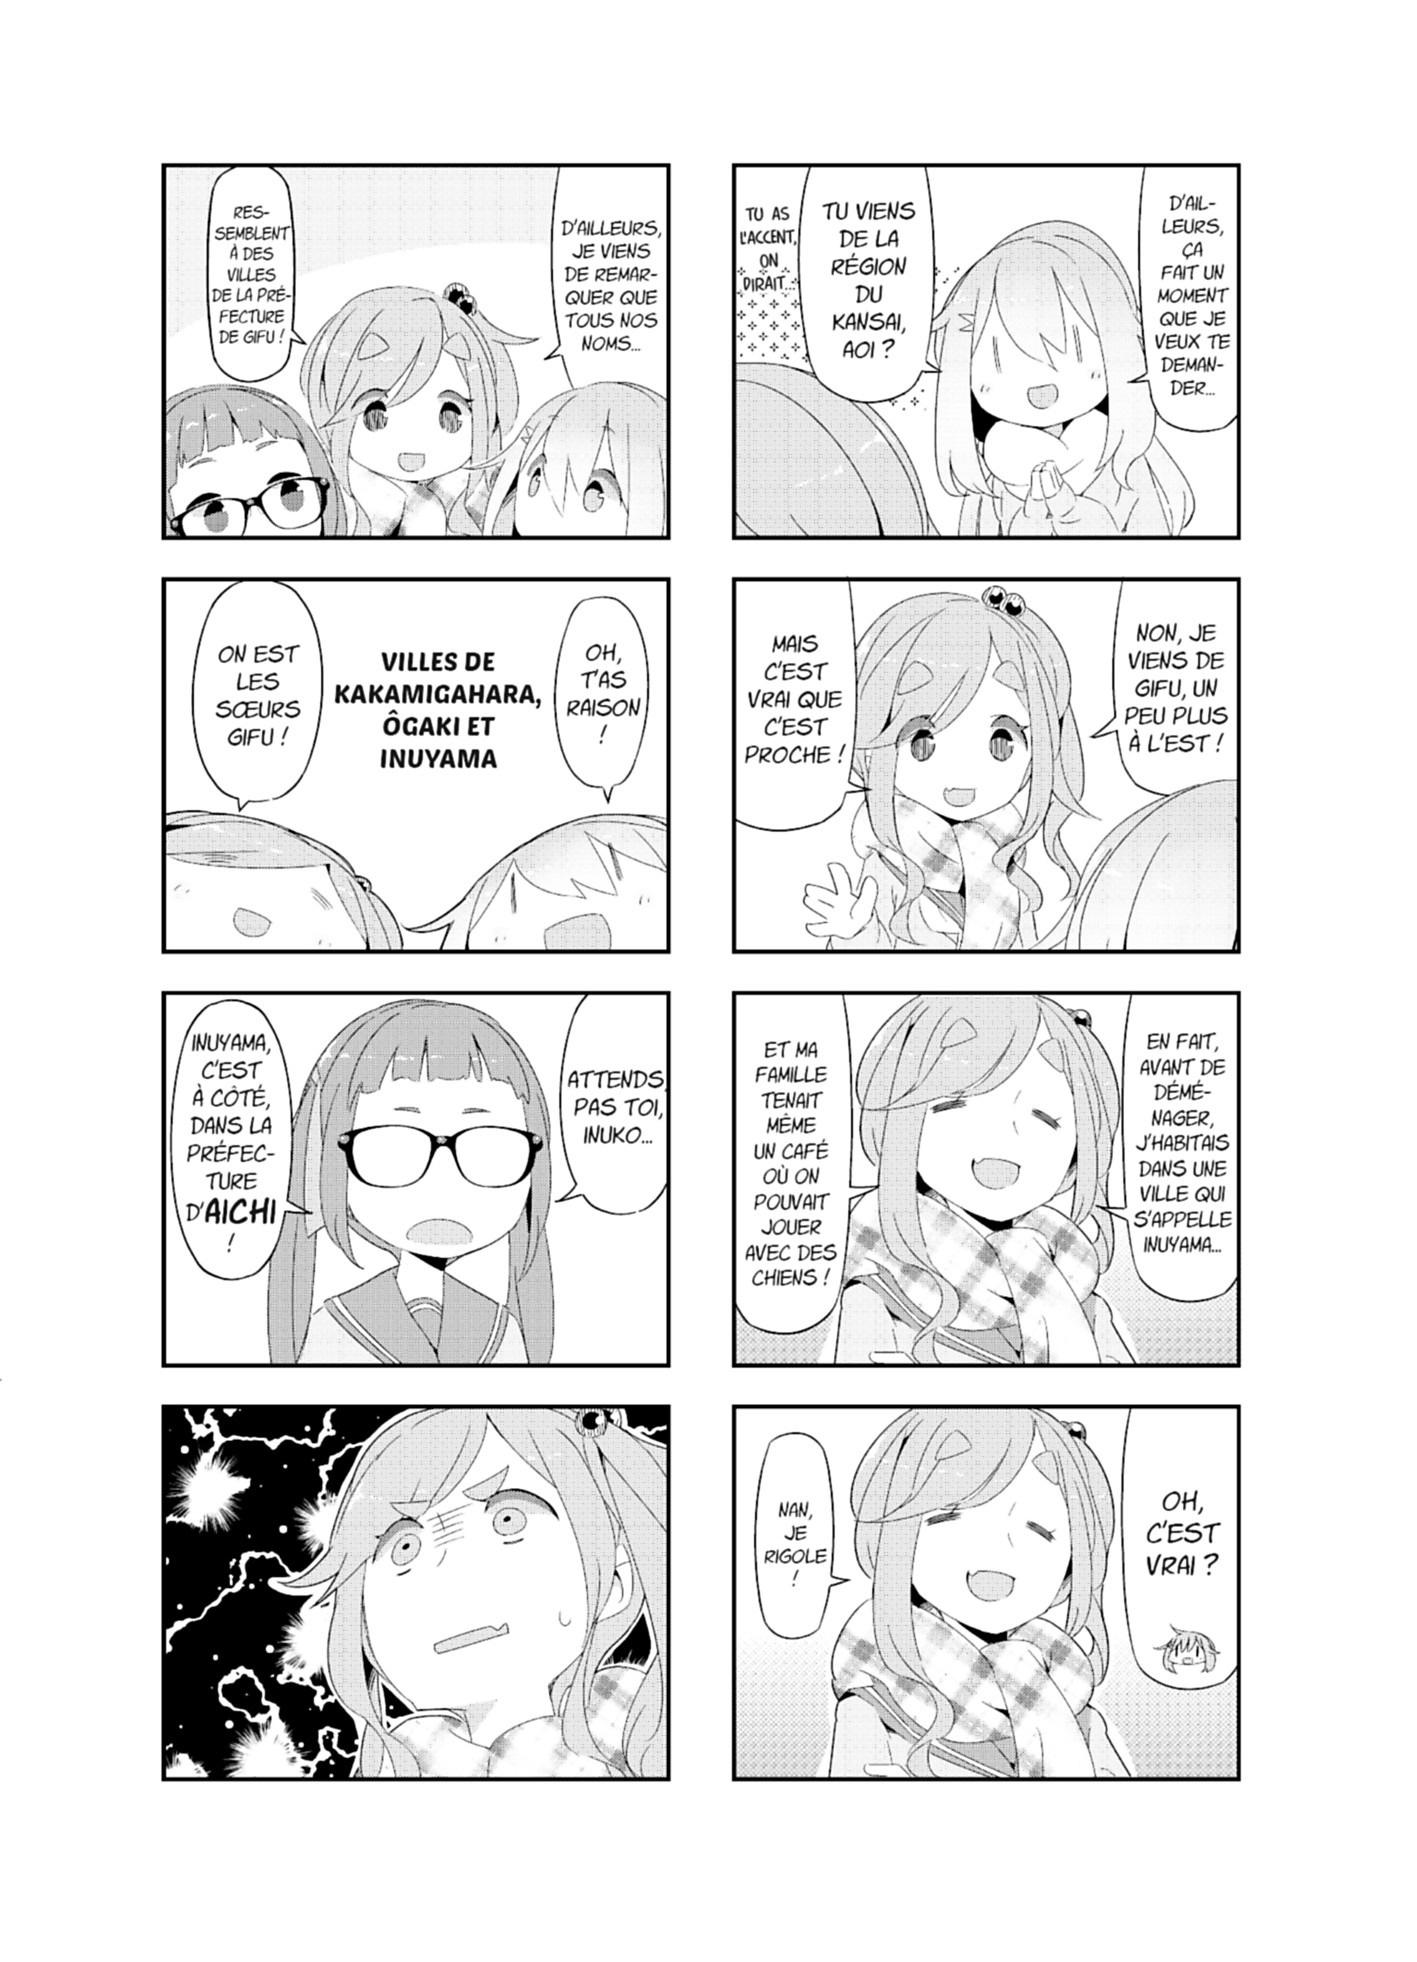 D'AIL-
LEURS,
ÇA
FAIT UN
MOMENT
QUE JE
VEUX TE
DEMAN-
DER...
TU VIENS
DE LA
RÉGION
DU
KANSAI,
AOI ?
TU AS
L'ACCENT,
ON
DIRAIT...
NON, JE
VIENS DE
GIFU, UN
PEU PLUS
À L'EST !
MAIS
C'EST
VRAI QUE
C'EST
PROCHE !
EN FAIT,
AVANT DE
DÉMÉ-
NAGER,
J'HABITAIS
DANS UNE
VILLE QUI
S'APPELLE
INUYAMA...
ET MA
FAMILLE
TENAIT
MÊME
UN CAFÉ
OÙ ON
POUVAIT
JOUER
AVEC DES
CHIENS !
OH,
C'EST
VRAI ?
NAN,
JE
RIGOLE
!
D'AILLEURS,
JE VIENS
DE REMAR-
QUER QUE
TOUS NOS
NOMS...
RES-
SEMBLENT
À DES
VILLES
DE LA PRÉ-
FECTURE
DE GIFU !
OH,
T'AS
RAISON
!
VILLES DE
KAKAMIGAHARA,
ÔGAKI ET
INUYAMA
ON EST
LES
SŒURS
GIFU !
ATTENDS,
PAS TOI,
INUKO...
INUYAMA,
C'EST
À CÔTÉ,
DANS LA
PRÉFEC-
TURE
D'AICHI
!